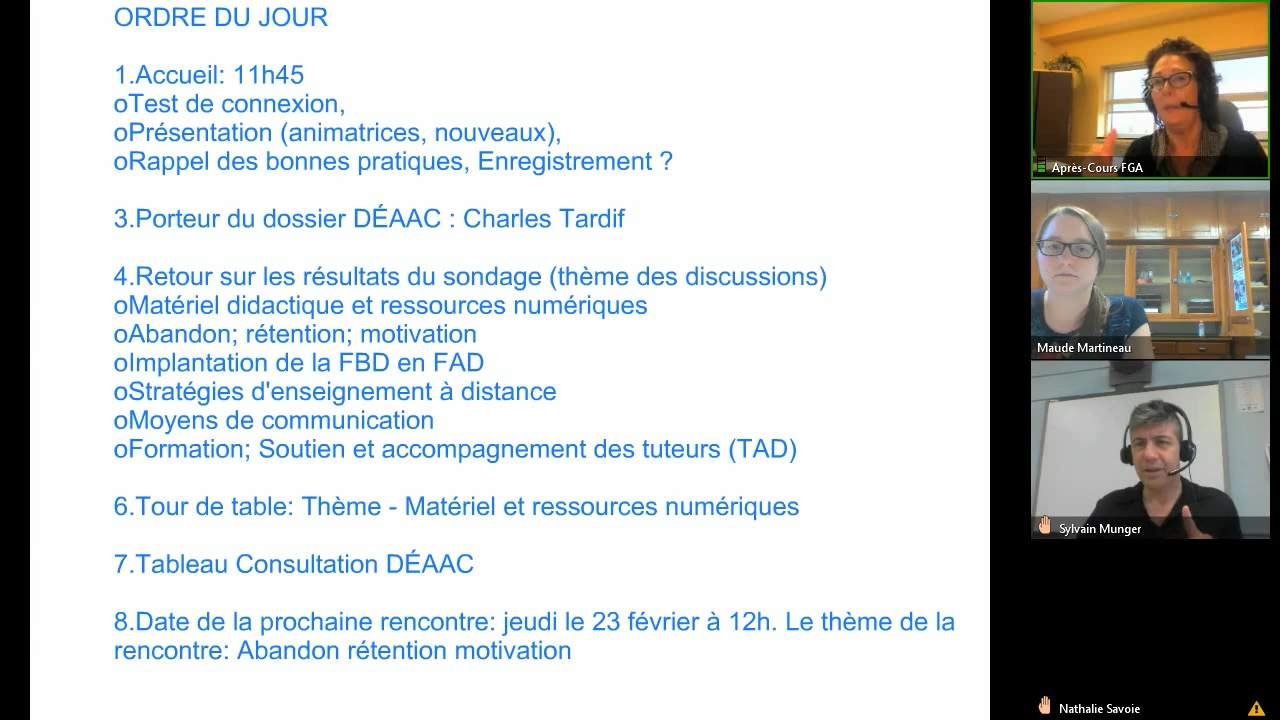 ORDRE DU JOUR
1.Accueil: 11h45
oTest de connexion,
oPrésentation (animatrices, nouveaux),
oRappel des bonnes pratiques, Enregistrement ?
3.Porteur du dossier DÉAAC : Charles Tardif
4.Retour sur les résultats du sondage (thème des discussions)
oMatériel didactique et ressources numériques
oAbandon; rétention; motivation
oImplantation de la FBD en FAD
oStratégies d'enseignement à distance
oMoyens de communication
oFormation; Soutien et accompagnement des tuteurs (TAD)
6.Tour de table: Thème - Matériel et ressources numériques
7.Tableau Consultation DÉAAC
8.Date de la prochaine rencontre: jeudi le 23 février à 12h. Le thème de la
rencontre: Abandon rétention motivation
Après-Cours FGA
Maude Martineau
Sylvain Munger
Nathalie Savoie